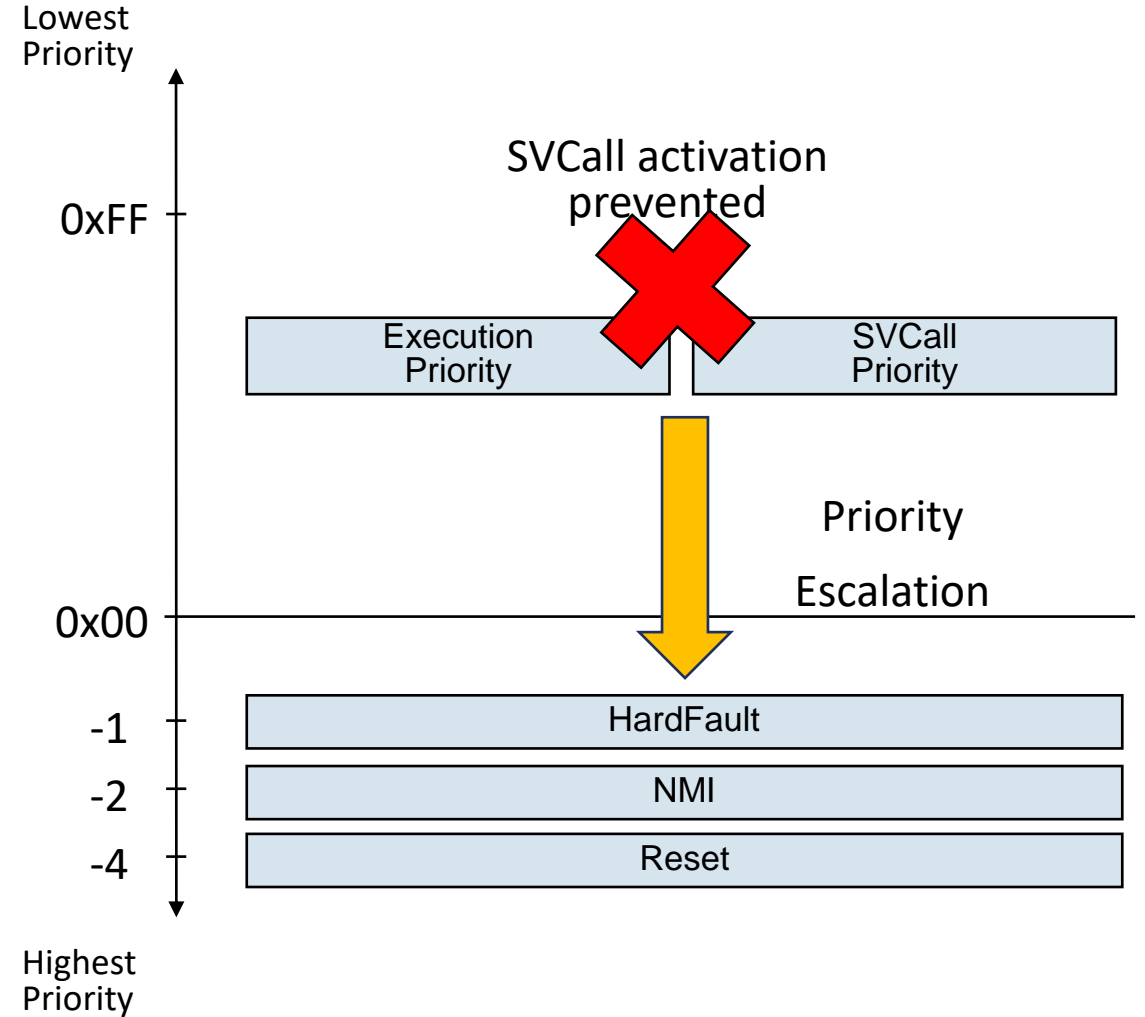 Lowest
Priority
SVCall activation
prevented
0xFF
Execution
Priority
SVCall
Priority
Priority
Escalation
0x00
-1
HardFault
-2
NMI
-4
Reset
Highest
Priority